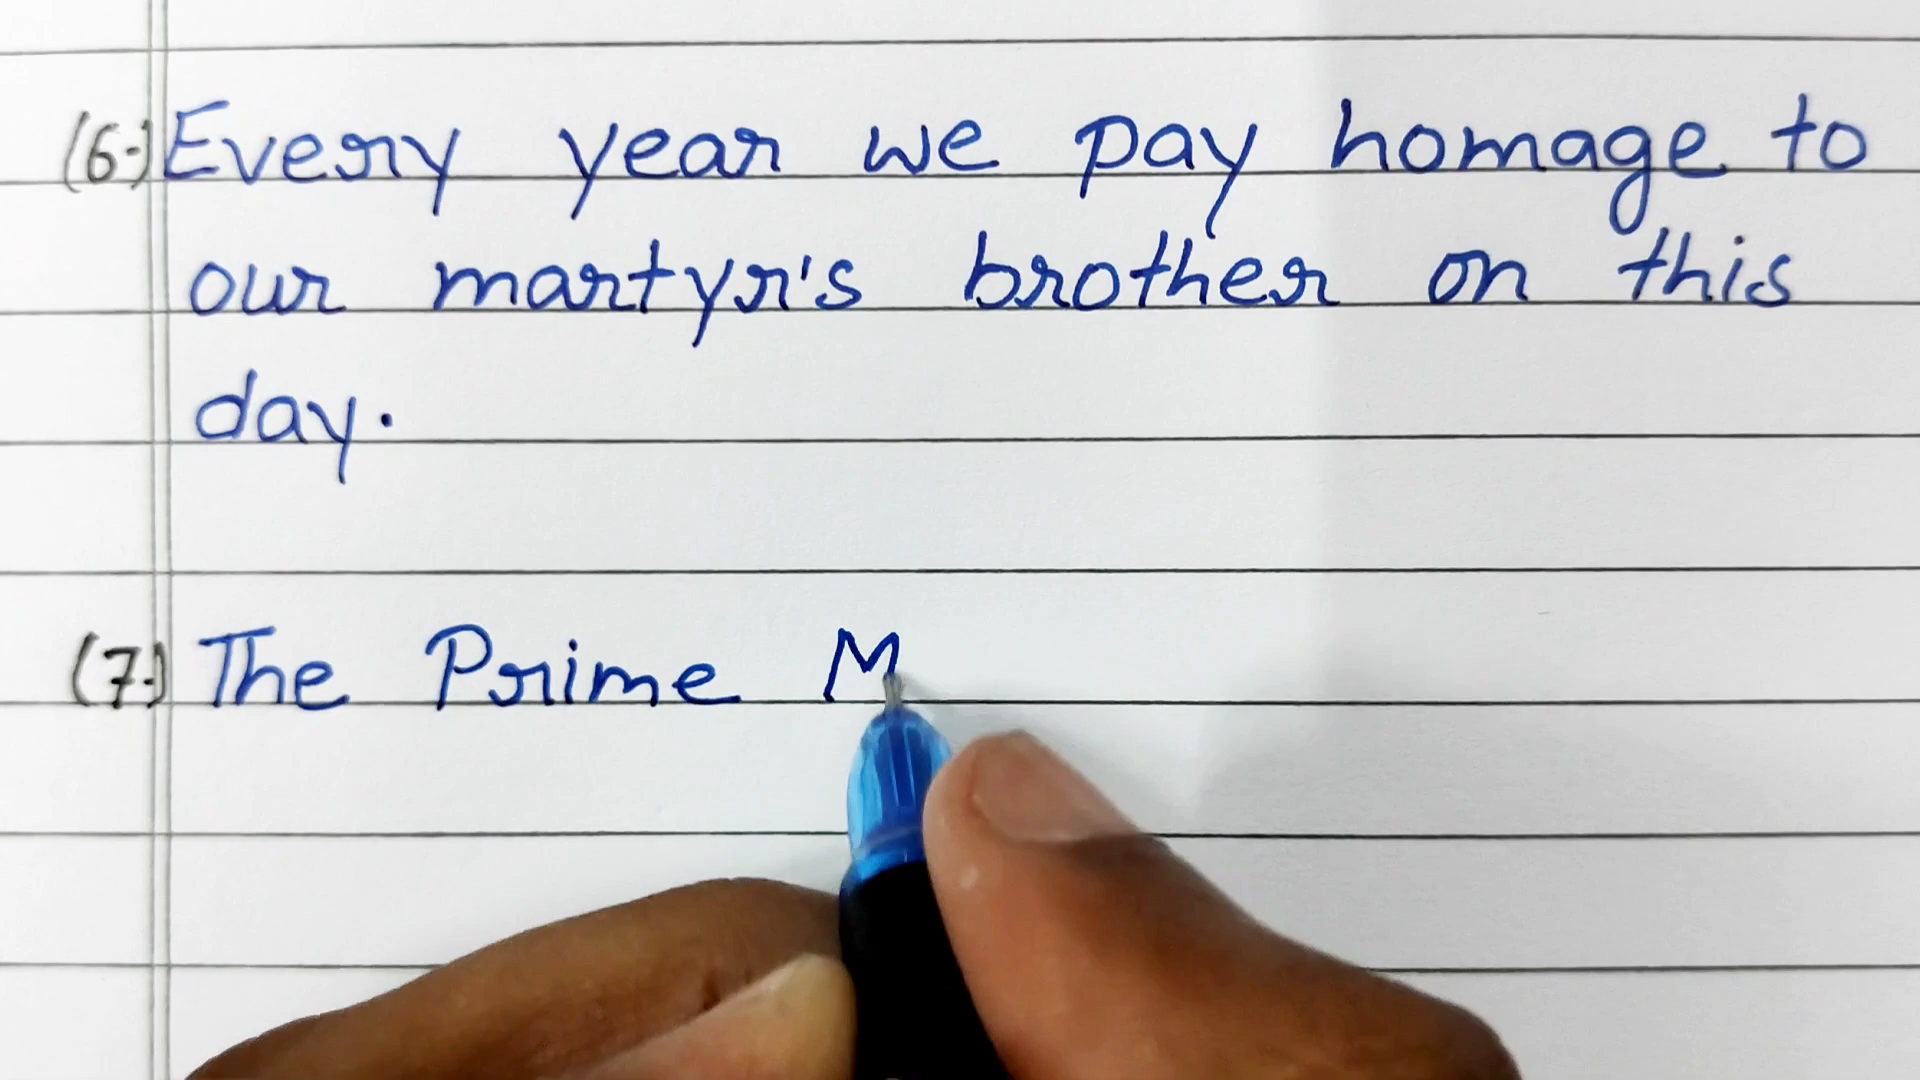 (6.) Every year we pay homage to
our martyr's brother on this
day.
(7.) The Prime M